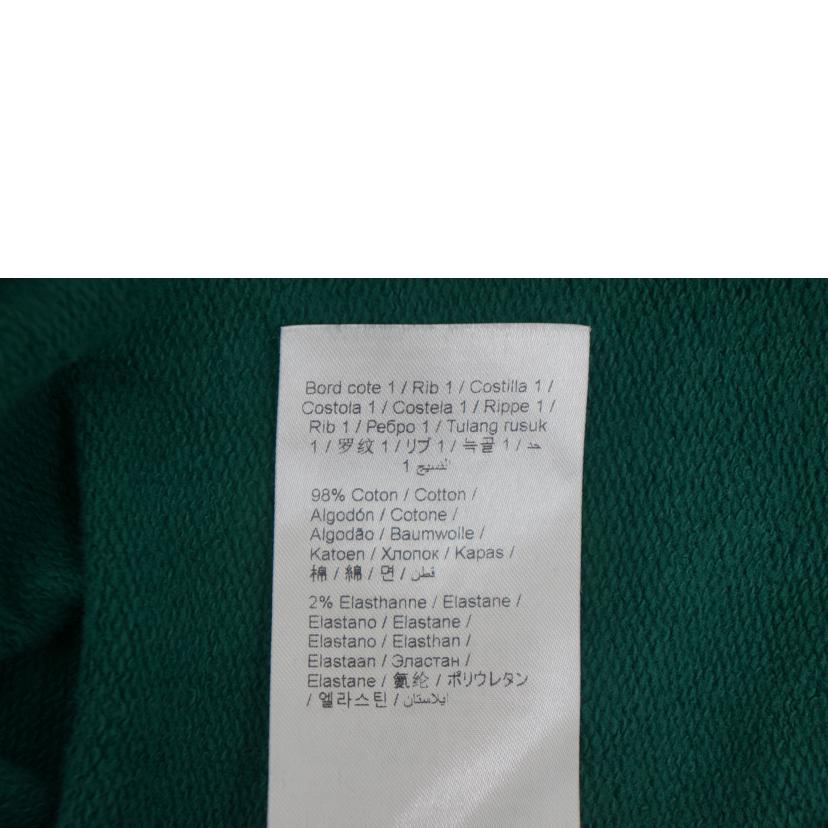 Bord cote 1 / Rib 1 / Costilla 1 /
Costola 1 / Costela 1 / Rippe 1 /
Rib 1 / Ребро 1 / Tulang rusuk
1 / 罗纹 1 / リブ 1 / 늑골 1 / حد
النسيج 1
98% Coton / Cotton /
Algodón / Cotone /
Algodão / Baumwolle /
Katoen / Хлопок / Kapas /
棉 / 綿 / 면 / قطن
2% Elasthanne / Elastane /
Elastano / Elastane /
Elastano / Elasthan /
Elastaan / Эластан /
Elastane / 氨纶 / ポリウレタン
/ 엘라스틴 / ايلاستان